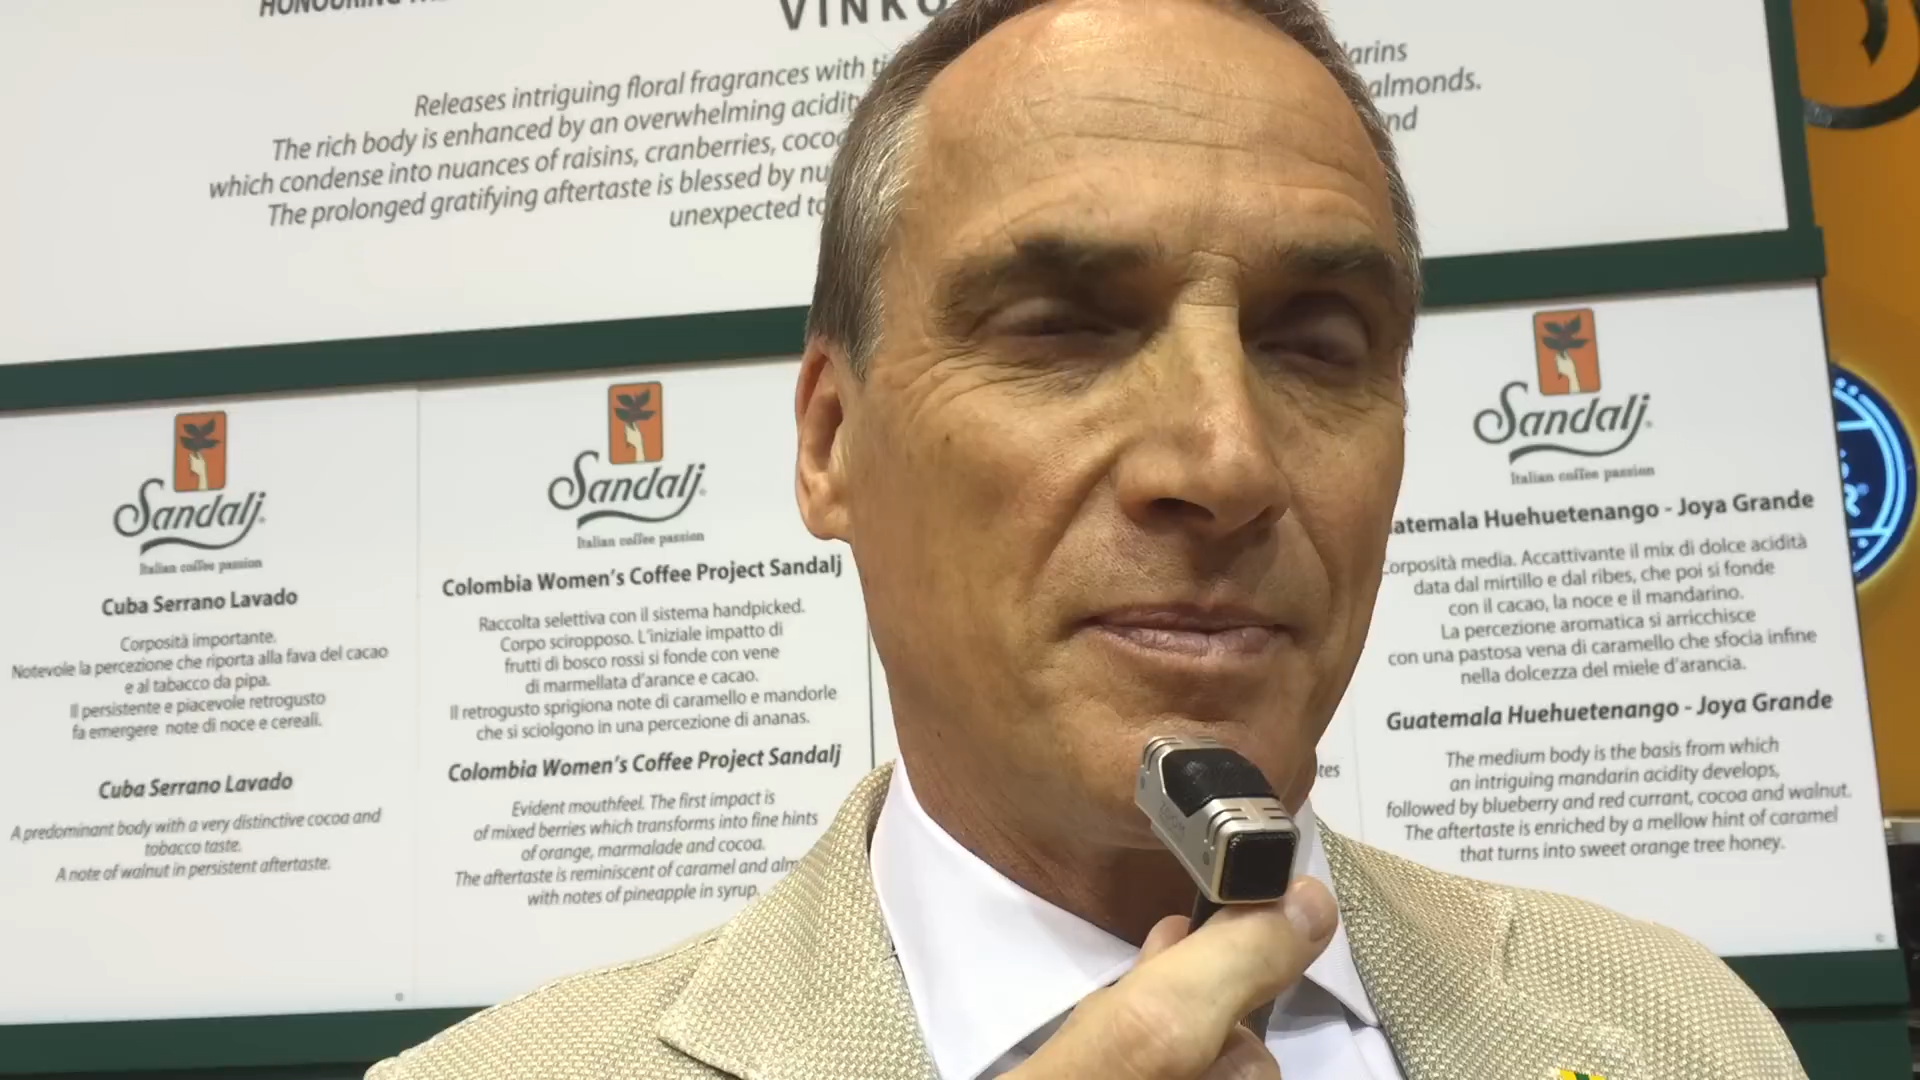 HONOURING
VINKO
Releases intriguing floral fragrances with
arins
The rich body is enhanced by an overwhelming acidity
almonds.
which condense into nuances of raisins, cranberries, cocoa
nd
The prolonged gratifying aftertaste is blessed by
unexpected
Sandalj
Italian coffee passion
Cuba Serrano Lavado
Corposità importante.
Notevole la percezione che riporta alla fava del cacao
e al tabacco da pipa.
Il persistente e piacevole retrogusto
fa emergere note di noce e cereali.
Cuba Serrano Lavado
A predominant body with a very distinctive cocoa and
tobacco taste.
A note of walnut in persistent aftertaste.
Sandalj
Italian coffee passion
Colombia Women's Coffee Project Sandalj
Raccolta selettiva con il sistema handpicked.
Corpo sciropposo. L'iniziale impatto di
frutti di bosco rossi si fonde con vene
di marmellata d'arance e cacao.
Il retrogusto sprigiona note di caramello e mandorle
che si sciolgono in una percezione di ananas.
Colombia Women's Coffee Project Sandalj
Evident mouthfeel. The first impact is
of mixed berries which transforms into fine hints
of orange, marmalade and cocoa.
The aftertaste is reminiscent of caramel and alm
with notes of pineapple in syrup.
tes
Sandalj
Italian coffee passion
atemala Huehuetenango - Joya Grande
Corposità media. Accattivante il mix di dolce acidità
data dal mirtillo e dal ribes, che poi si fonde
con il cacao, la noce e il mandarino.
La percezione aromatica si arricchisce
con una pastosa vena di caramello che sfocia infine
nella dolcezza del miele d'arancia.
Guatemala Huehuetenango - Joya Grande
The medium body is the basis from which
an intriguing mandarin acidity develops,
followed by blueberry and red currant, cocoa and walnut.
The aftertaste is enriched by a mellow hint of caramel
that turns into sweet orange tree honey.
zoom